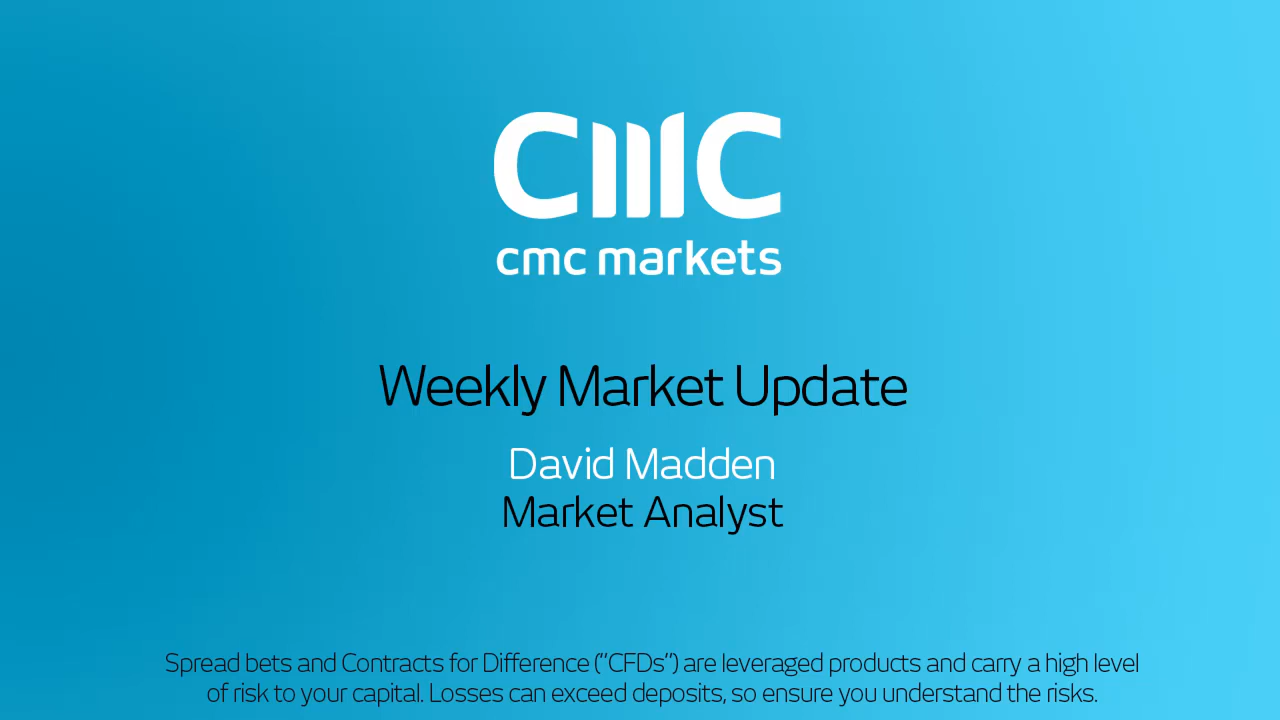 CMC
cmc markets
Weekly Market Update
David Madden
Market Analyst
Spread bets and Contracts for Difference (”CFDs”) are leveraged products and carry a high level
of risk to your capital. Losses can exceed deposits, so ensure you understand the risks.